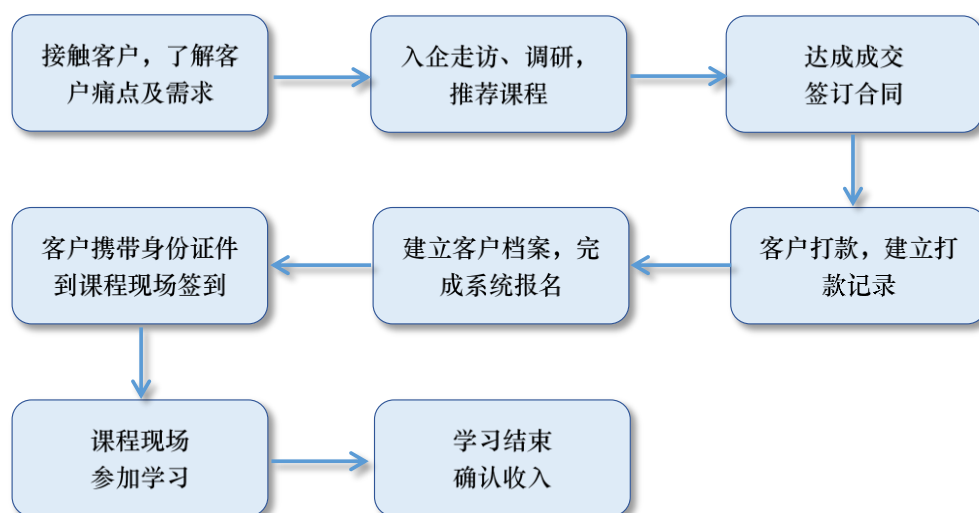 接触客户，了解客
户痛点及需求
入企走访、调研，
推荐课程
达成成交
签订合同
客户打款，建立打
款记录
建立客户档案，完
成系统报名
客户携带身份证件
到课程现场签到
课程现场
参加学习
学习结束
确认收入